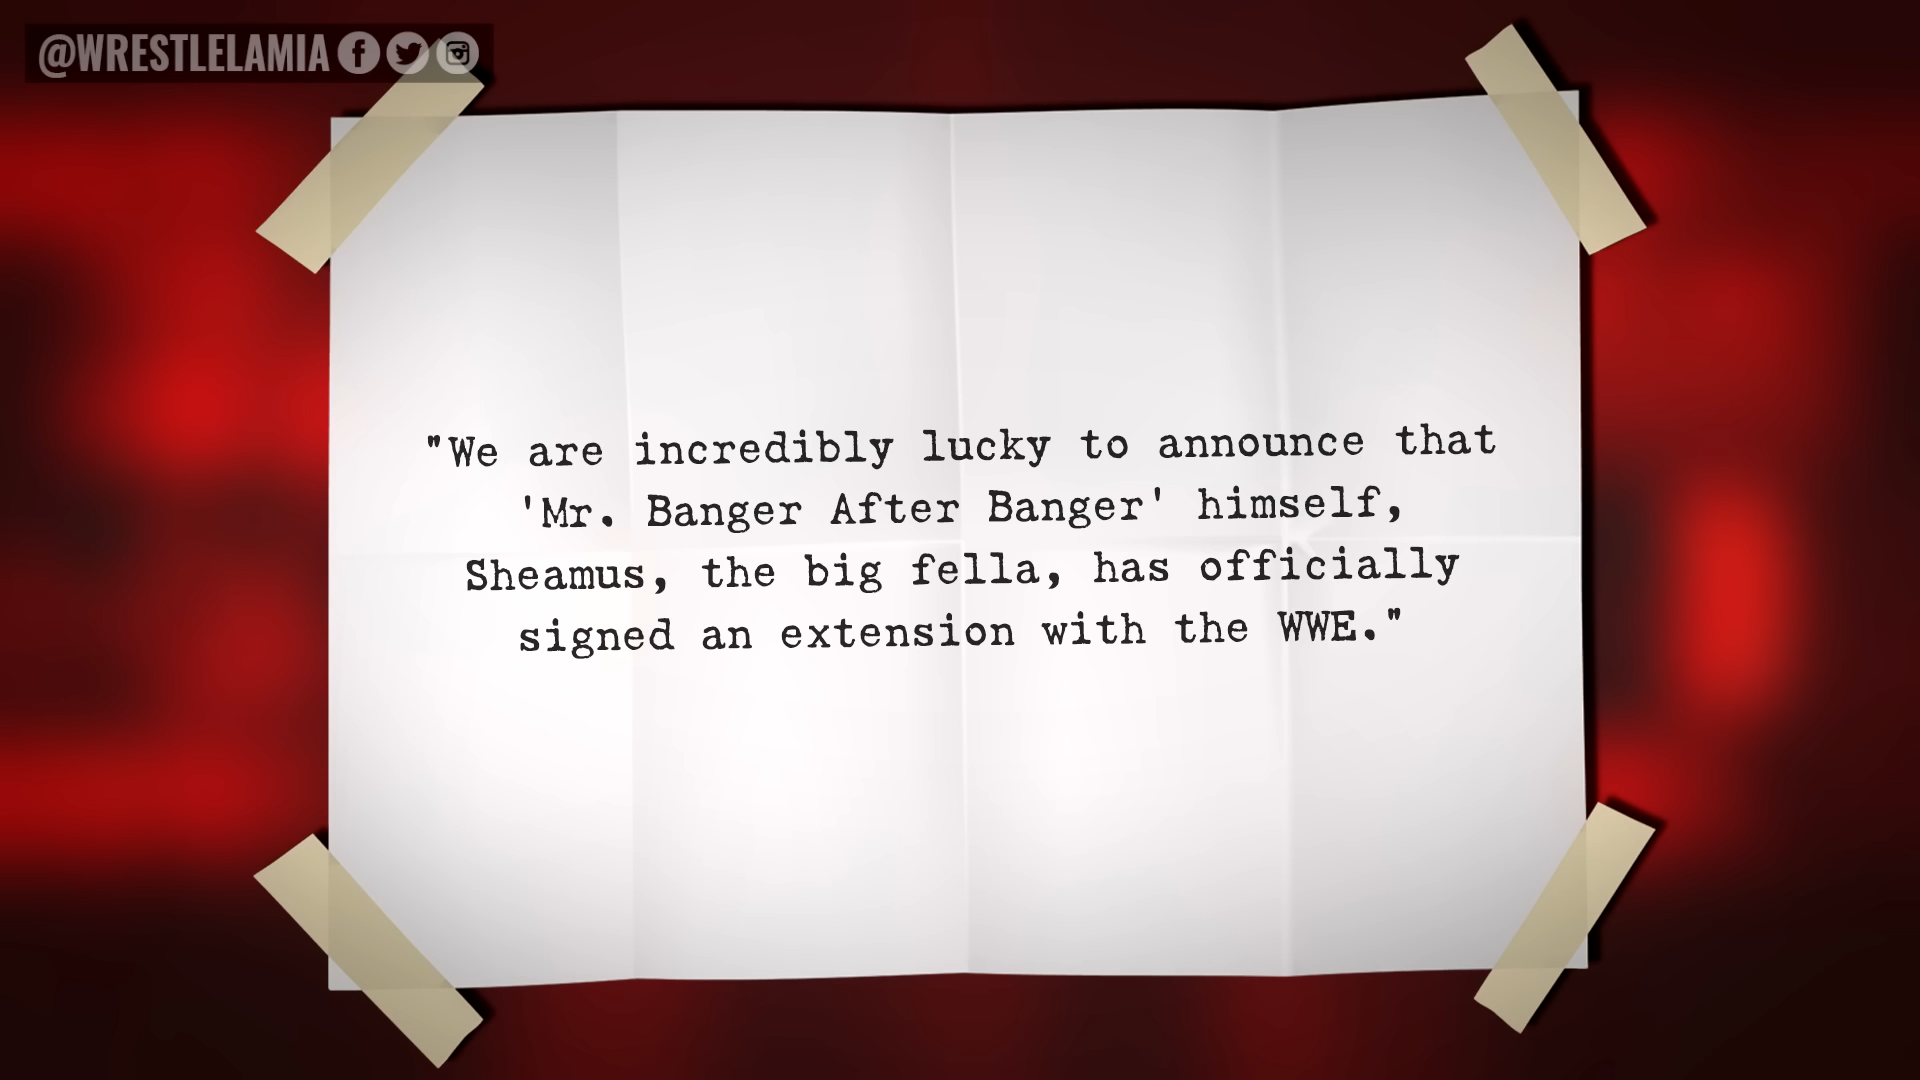 @WRESTLELAMIA
"We are incredibly lucky to announce that
'Mr. Banger After Banger' himself,
Sheamus, the big fella, has officially
signed an extension with the WWE."